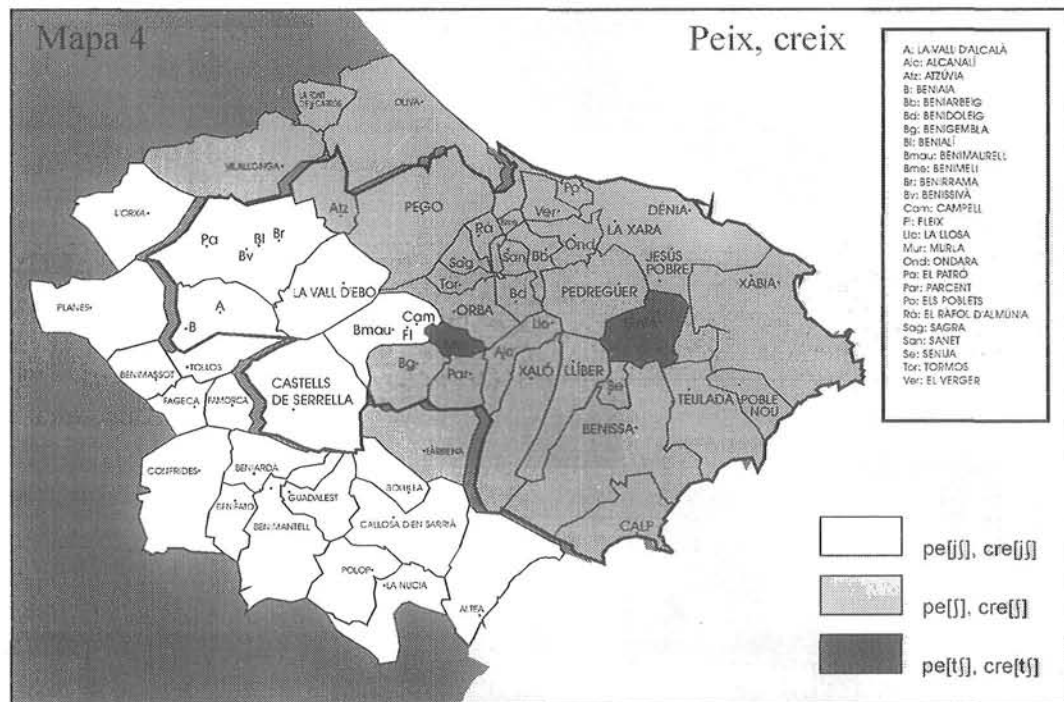 Mapa 4
Peix, creix
A: LA VALL D'ALCALÀ
Alc: ALCANALÍ
Atz: ATZÚVIA
B: BENIAIA
Bb: BENIARBEIG
Bd: BENIDOLEIG
Bg: BENIGEMBLA
Bl: BENIALÍ
Bmau: BENIMAURELL
Bme: BENIMELI
Br: BENIRRAMA
Bv: BENISSIVÀ
Cam: CAMPELL
Fl: FLEIX
Llo: LA LLOSA
Mur: MURLA
Ond: ONDARA
Pa: EL PATRÓ
Par: PARCENT
Po: ELS POBLETS
Rà: EL RÀFOL D'ALMÚNIA
Sag: SAGRA
San: SANET
Se: SENIJA
Tor: TORMOS
Ver: EL VERGER
LA FONT
OLIVA
VILALLONGA
L'ORXA
Atz
PEGO
Po
Ver
DÉNIA
LA XARA
Pa
Bl
Br
Bv
Rà
Sag
San
Bb
Ond
JESÚS
POBRE
XÀBIA
PLANES
A
B
LA VALL D'EBO
Tor
ORBA
Bd
PEDREGUER
Cam
Bmau
Fl
Llo
BENIMASSOT
TOLLOS
FAGECA
FAMORCA
CASTELLS
DE SERRELLA
Bg
Par
Alc
XALÓ
LLÍBER
Se
TEULADA
POBLE
NOU
BENISSA
TÀRBENA
CONFRIDES
BENIARDÀ
BENIFATO
GUADALEST
BENIMANTELL
BOLULLA
CALLOSA D'EN SARRIÀ
CALP
POLOP
LA NUCIA
ALTEA
pe[jʃ], cre[jʃ]
pe[ʃ], cre[ʃ]
pe[tʃ], cre[tʃ]